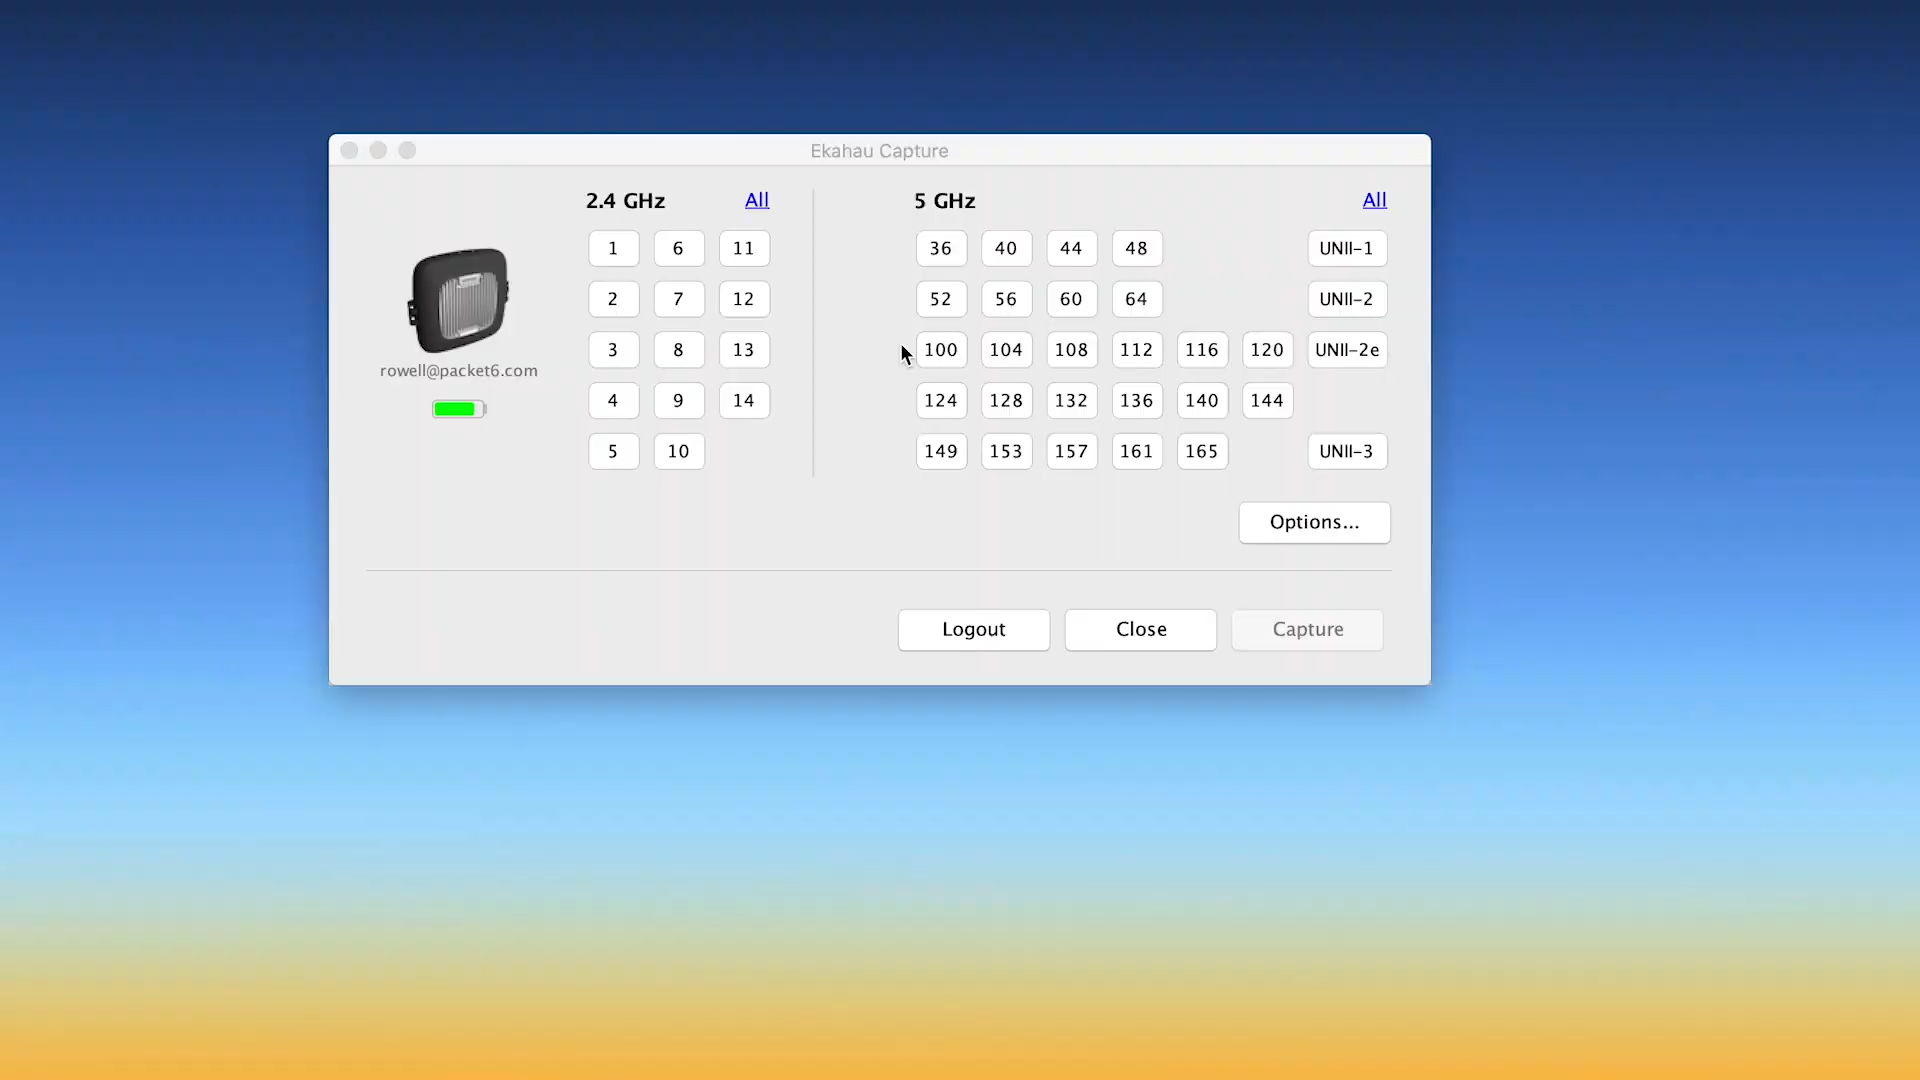 Ekahau Capture
2.4 GHz All 5 GHz All
1 6 11 36 40 44 48 UNII-1
2 7 12 52 56 60 64 UNII-2
3 8 13 100 104 108 112 116 120 UNII-2e
rowell@packet6.com
4 9 14 124 128 132 136 140 144
5 10 149 153 157 161 165 UNII-3
Options...
Logout Close Capture